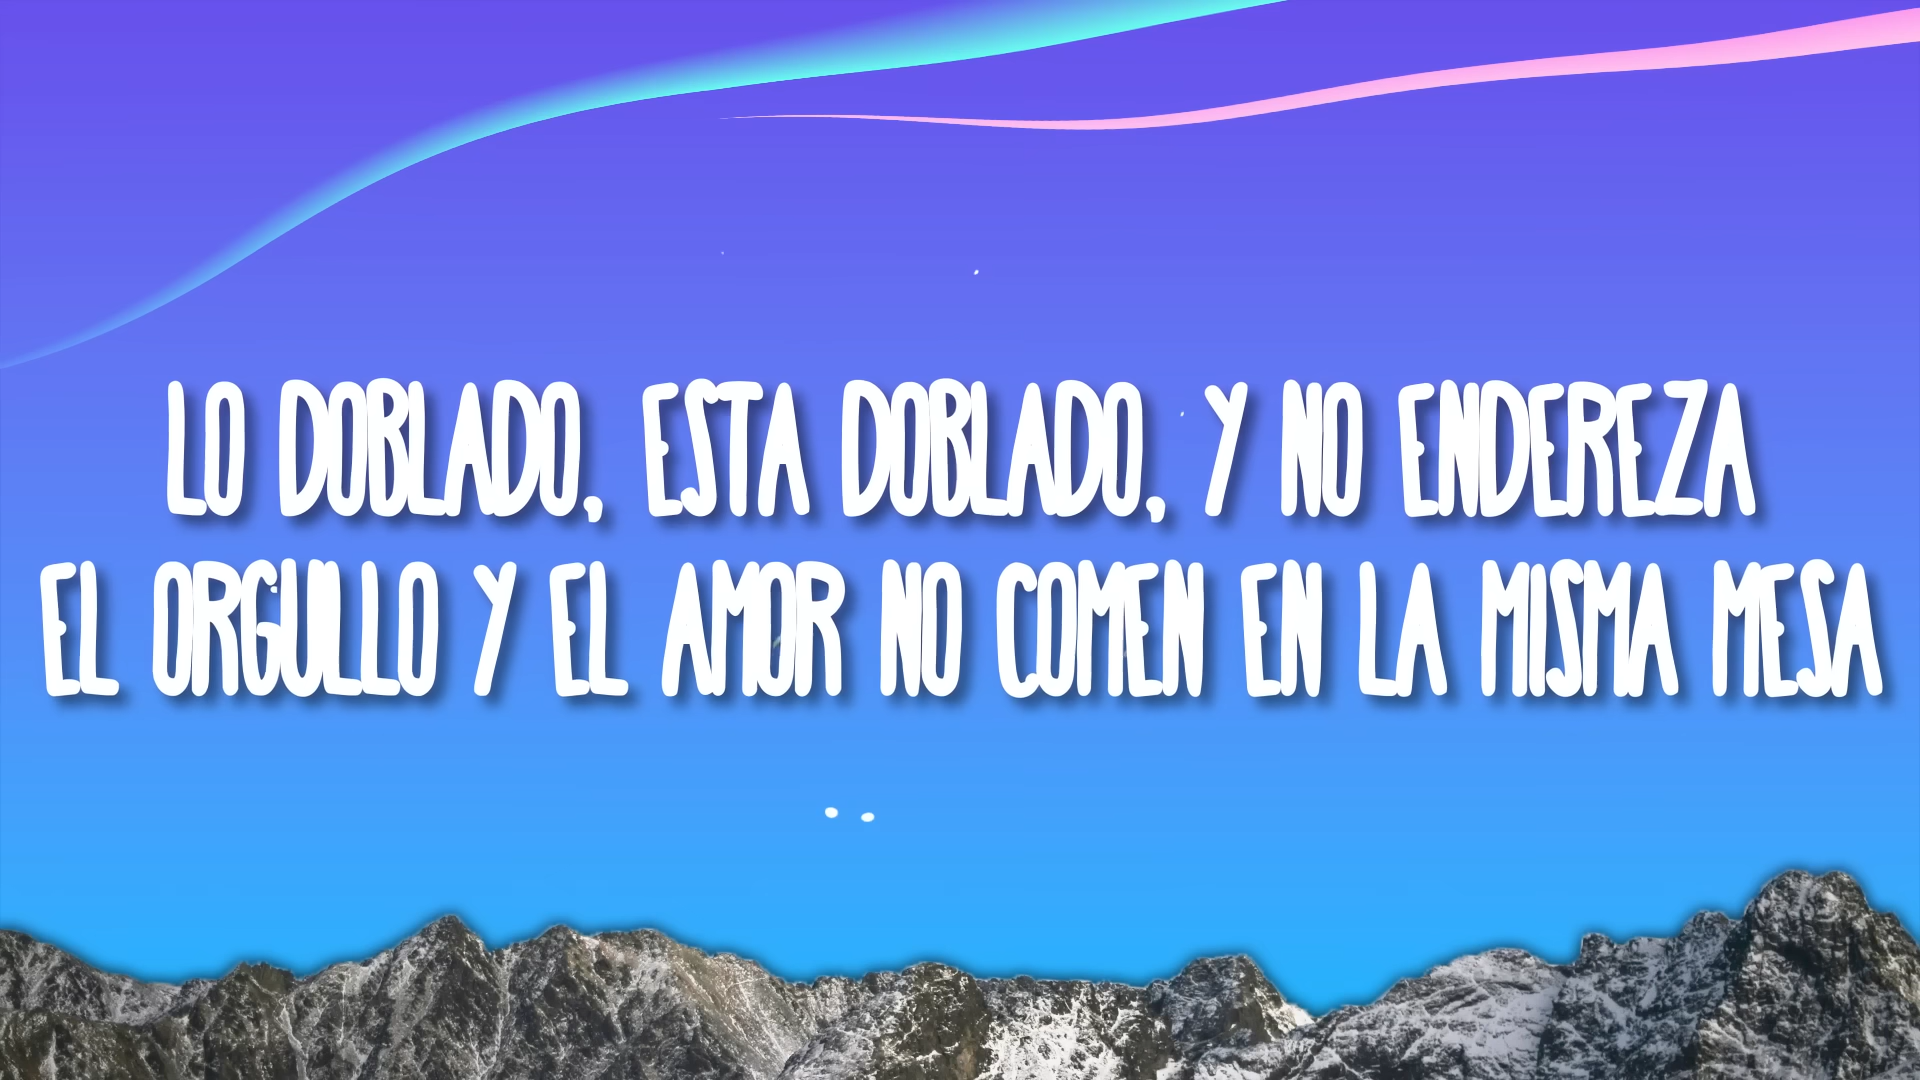 LO DOBLADO, ESTA DOBLADO, Y NO ENDEREZA
EL ORGULLO Y EL AMOR NO COMEN EN LA MISMA MESA